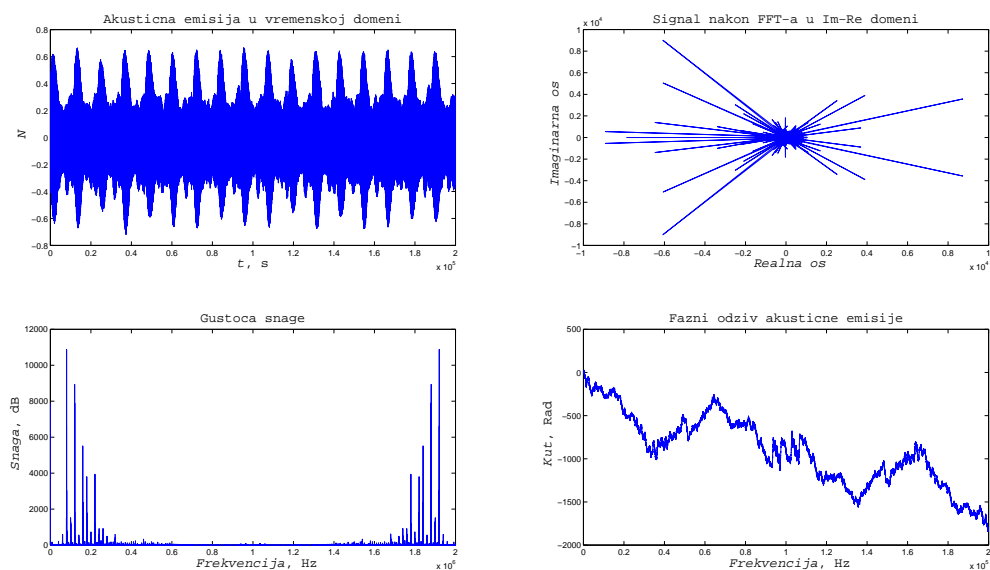 Akusticna emisija u vremenskoj domeni
0.8
0.6
0.4
0.2
0
−0.2
−0.4
−0.6
−0.8
N
0 0.2 0.4 0.6 0.8 1 1.2 1.4 1.6 1.8 2
x 10^5
t, s
Signal nakon FFT-a u Im-Re domeni
x 10^4
1
0.8
0.6
0.4
0.2
0
−0.2
−0.4
−0.6
−0.8
−1
Imaginarna os
−1 −0.8 −0.6 −0.4 −0.2 0 0.2 0.4 0.6 0.8 1
x 10^4
Realna os
Gustoca snage
12000
10000
8000
6000
4000
2000
0
Snaga, dB
0 0.2 0.4 0.6 0.8 1 1.2 1.4 1.6 1.8 2
x 10^6
Frekvencija, Hz
Fazni odziv akusticne emisije
500
0
−500
−1000
−1500
−2000
Kut, Rad
0 0.2 0.4 0.6 0.8 1 1.2 1.4 1.6 1.8 2
x 10^5
Frekvencija, Hz